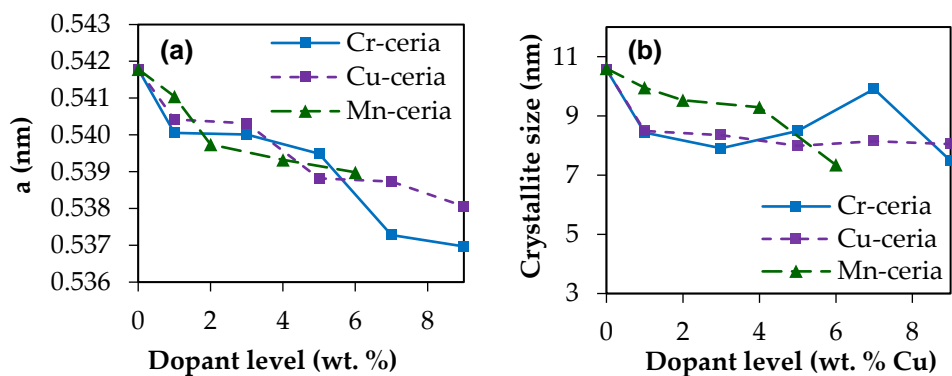 (a)
Cr-ceria
Cu-ceria
Mn-ceria
a (nm)
0.543
0.542
0.541
0.540
0.539
0.538
0.537
0.536
0 2 4 6 8
Dopant level (wt. %)
(b)
Crystallite size (nm)
11
9
7
5
3
Cr-ceria
Cu-ceria
Mn-ceria
0 2 4 6 8
Dopant level (wt. % Cu)